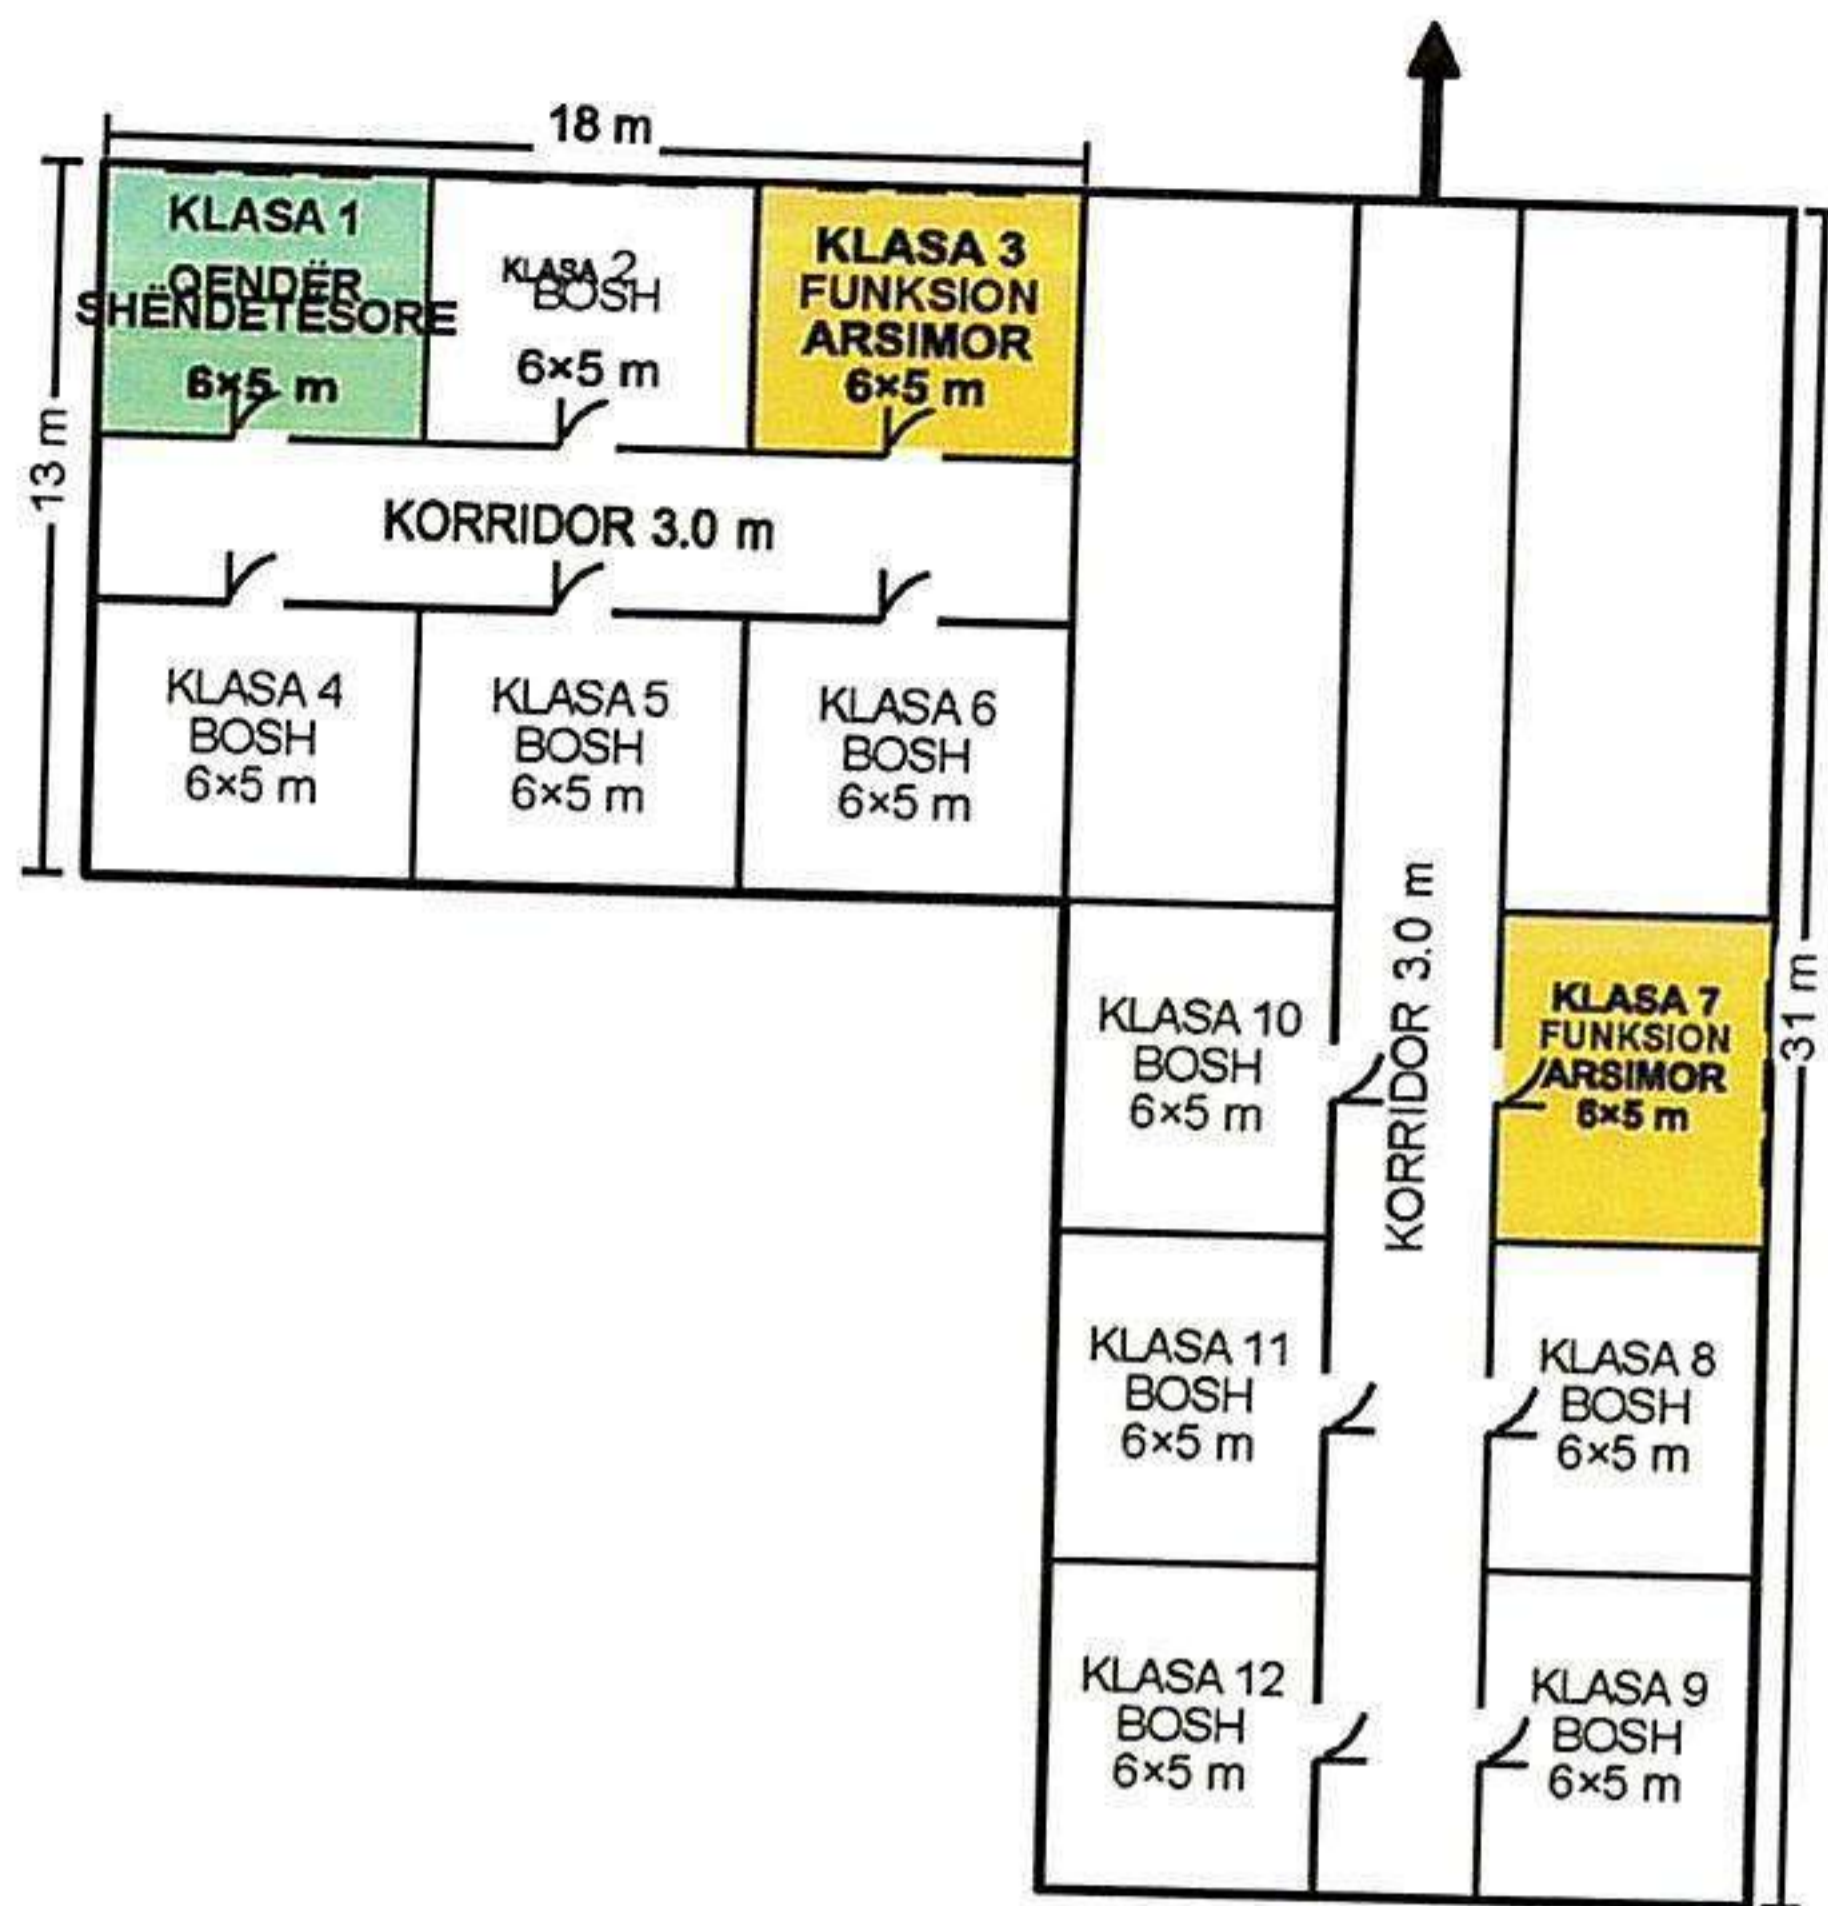 18 m
13 m
KLASA 1
QENDËR
SHËNDETËSORE
6×5 m
KLASA 2
BOSH
6×5 m
KLASA 3
FUNKSION
ARSIMOR
6×5 m
KORRIDOR 3.0 m
KLASA 4
BOSH
6×5 m
KLASA 5
BOSH
6×5 m
KLASA 6
BOSH
6×5 m
KLASA 10
BOSH
6×5 m
KORRIDOR 3.0 m
KLASA 7
FUNKSION
ARSIMOR
6×5 m
31 m
KLASA 11
BOSH
6×5 m
KLASA 8
BOSH
6×5 m
KLASA 12
BOSH
6×5 m
KLASA 9
BOSH
6×5 m